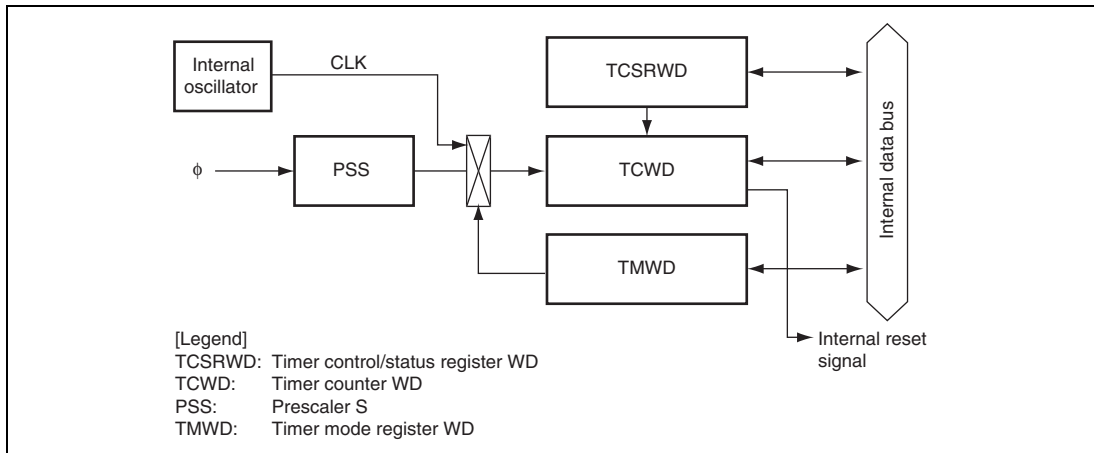 Internal
oscillator
CLK
TCSRWD
φ
PSS
TCWD
TMWD
Internal data bus
Internal reset
signal
[Legend]
TCSRWD: Timer control/status register WD
TCWD: Timer counter WD
PSS: Prescaler S
TMWD: Timer mode register WD